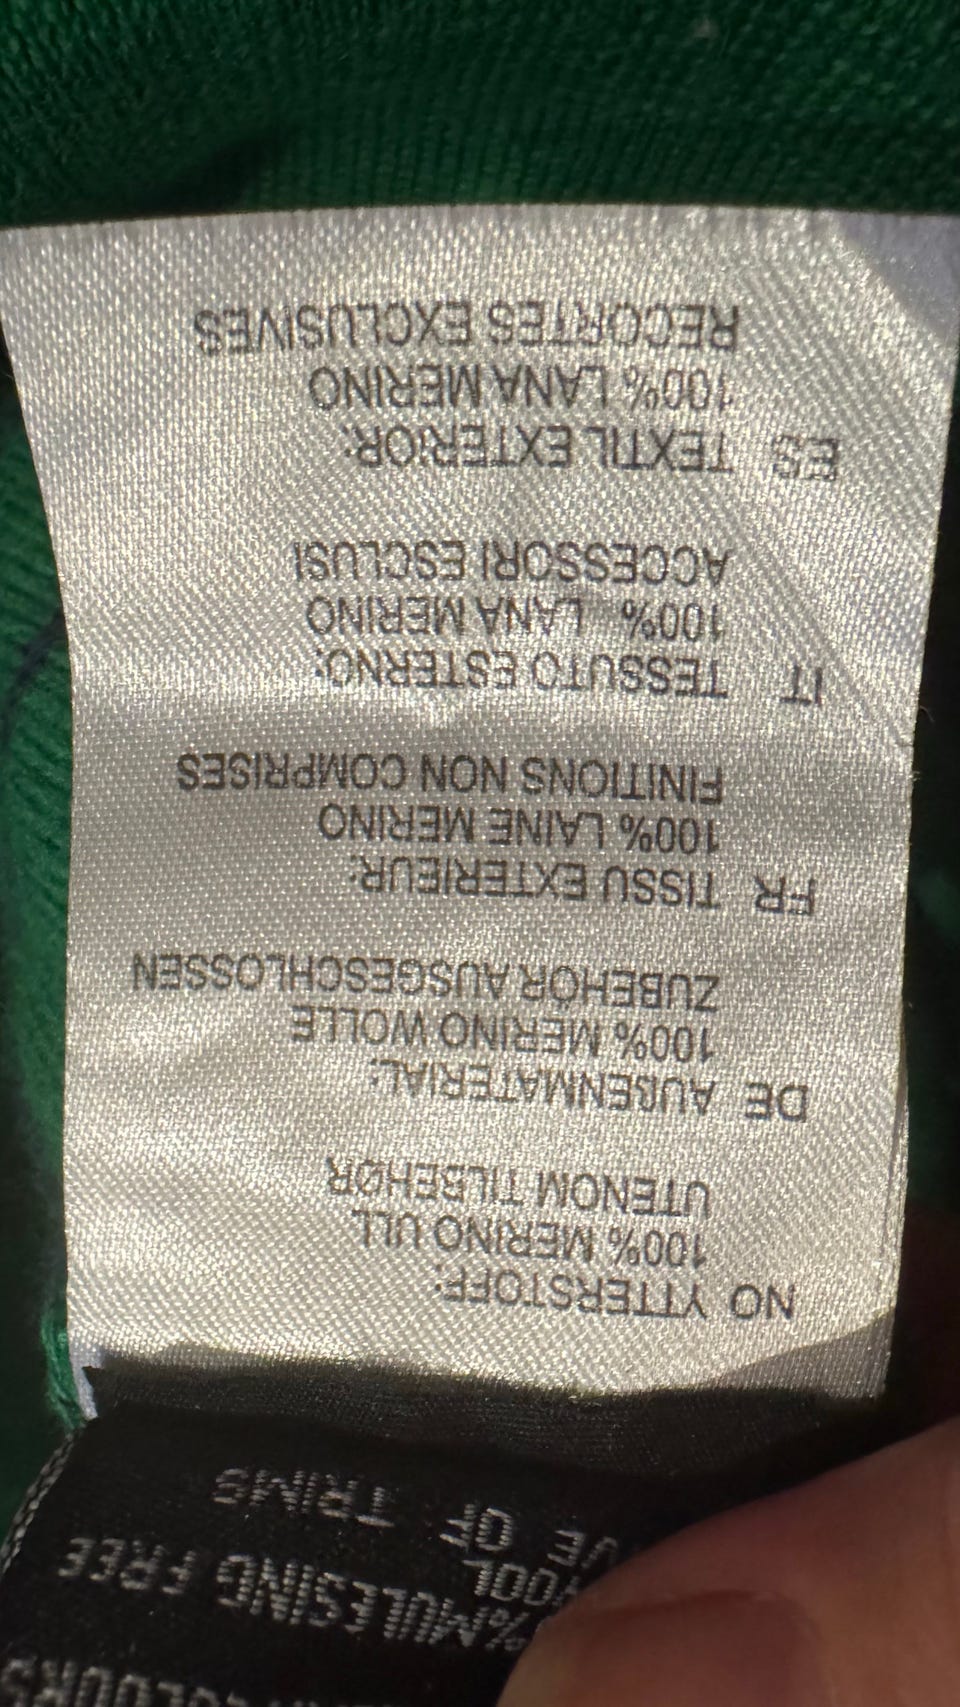 %MULESING FREE
OF TRIMS
NO YTTERSTOFF:
100% MERINO ULL
UTENOM TILBEHØR
DE AUßENMATERIAL:
100% MERINO WOLLE
ZUBEHÖR AUSGESCHLOSSEN
FR TISSU EXTERIEUR:
100% LAINE MERINO
FINITIONS NON COMPRISES
IT TESSUTO ESTERNO:
100% LANA MERINO
ACCESSORI ESCLUSI
ES TEXTIL EXTERIOR:
100% LANA MERINO
RECORTES EXCLUSIVES